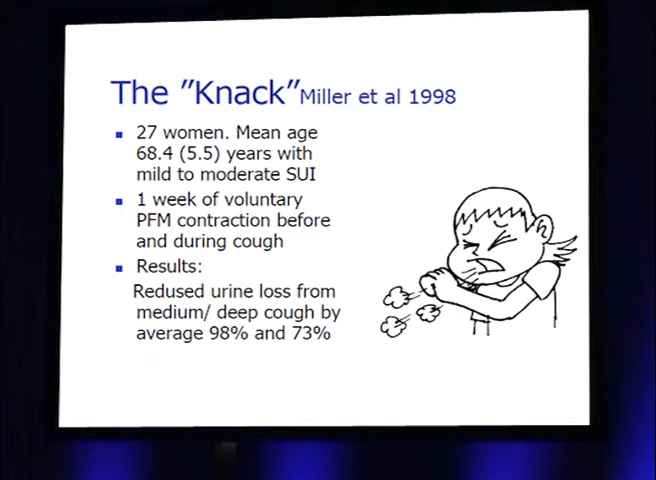 The ”Knack” Miller et al 1998
27 women. Mean age
68.4 (5.5) years with
mild to moderate SUI
1 week of voluntary
PFM contraction before
and during cough
Results:
Redused urine loss from
medium/ deep cough by
average 98% and 73%